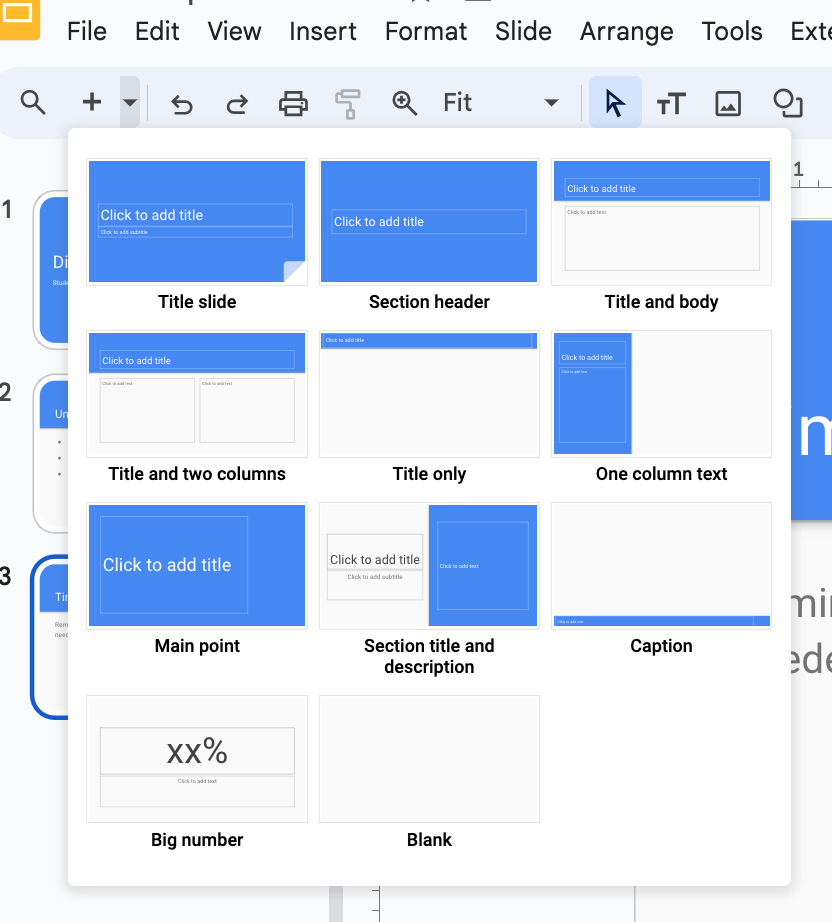 File Edit View Insert Format Slide Arrange Tools Exte
Fit
1
1
Di
Stude
Click to add title
Click to add subtitle
Click to add title
Click to add title
Click to add text
Title slide
Section header
Title and body
2
Un
Click to add title
Click to add text
Click to add text
Click to add title
Click to add title
Click to add text
Title and two columns
Title only
One column text
3
Tin
Rem
need
Click to add title
Click to add title
Click to add subtitle
Click to add text
Click to add text
Main point
Section title and
description
Caption
im
min
ede
xx%
Click to add text
Big number
Blank